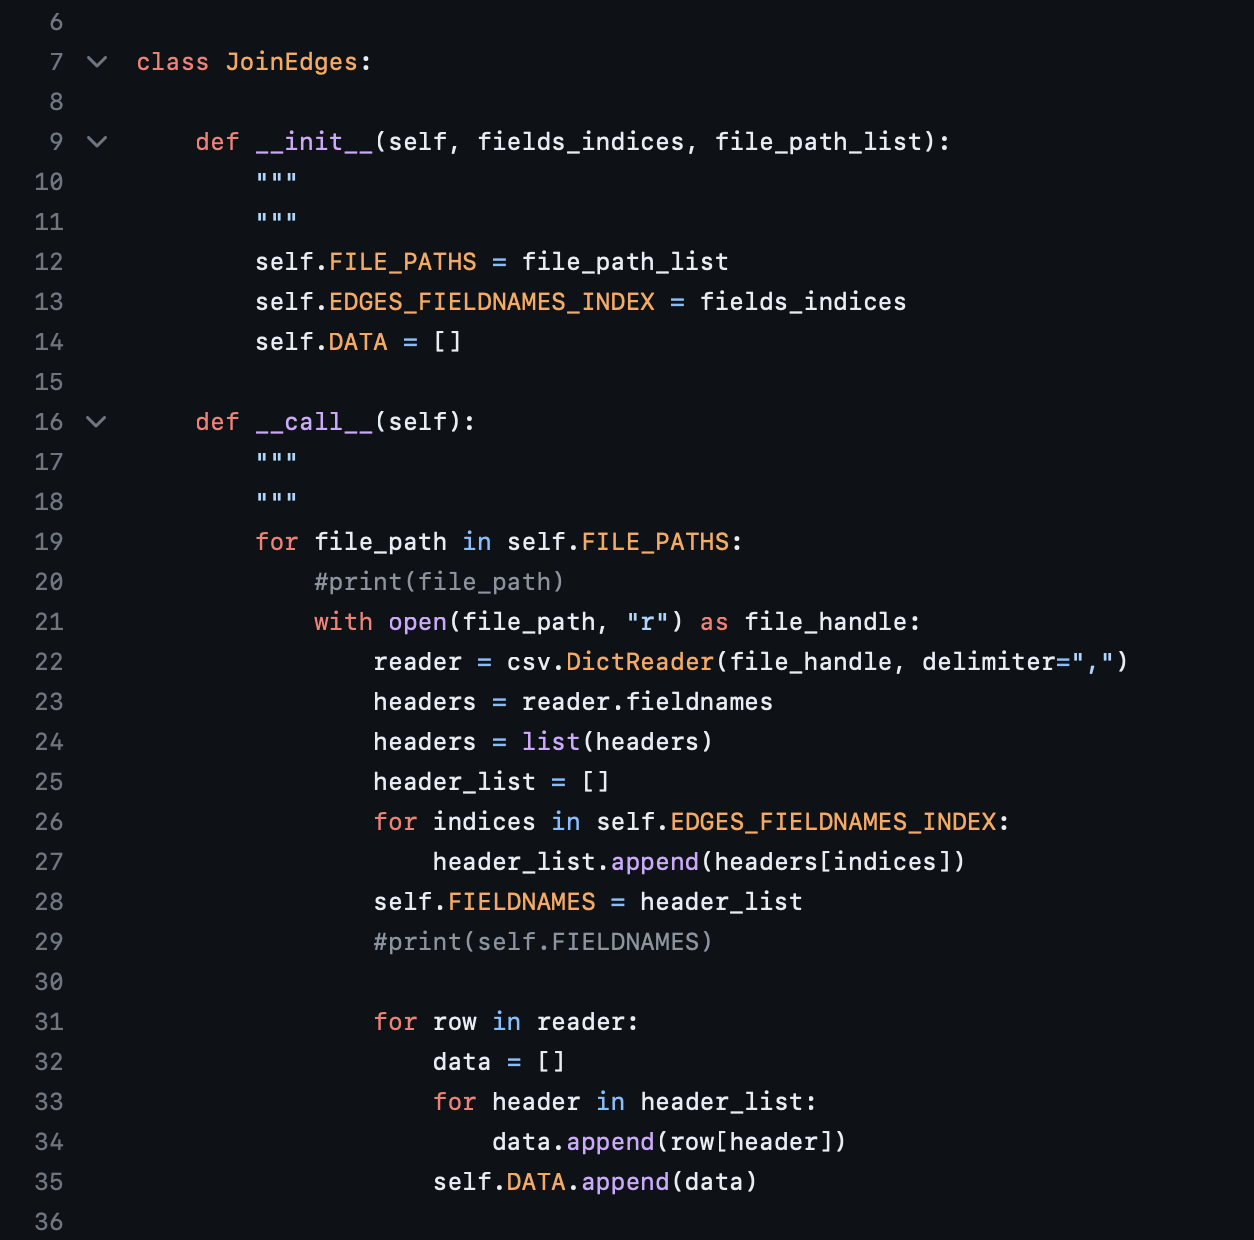 6
7 class JoinEdges:
8
9     def __init__(self, fields_indices, file_path_list):
10         """
11         """
12         self.FILE_PATHS = file_path_list
13         self.EDGES_FIELDNAMES_INDEX = fields_indices
14         self.DATA = []
15
16     def __call__(self):
17         """
18         """
19         for file_path in self.FILE_PATHS:
20             #print(file_path)
21             with open(file_path, "r") as file_handle:
22                 reader = csv.DictReader(file_handle, delimiter=",")
23                 headers = reader.fieldnames
24                 headers = list(headers)
25                 header_list = []
26                 for indices in self.EDGES_FIELDNAMES_INDEX:
27                     header_list.append(headers[indices])
28                 self.FIELDNAMES = header_list
29                 #print(self.FIELDNAMES)
30
31                 for row in reader:
32                     data = []
33                     for header in header_list:
34                         data.append(row[header])
35                     self.DATA.append(data)
36